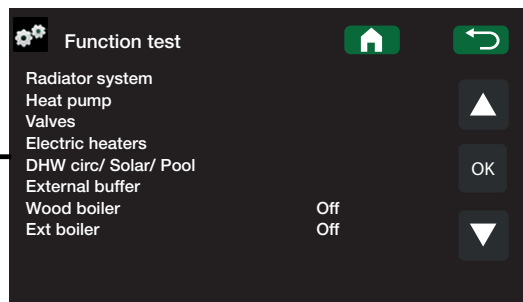 Function test
Radiator system
Heat pump
Valves
Electric heaters
DHW circ/ Solar/ Pool
OK
External buffer
Wood boiler Off
Ext boiler Off